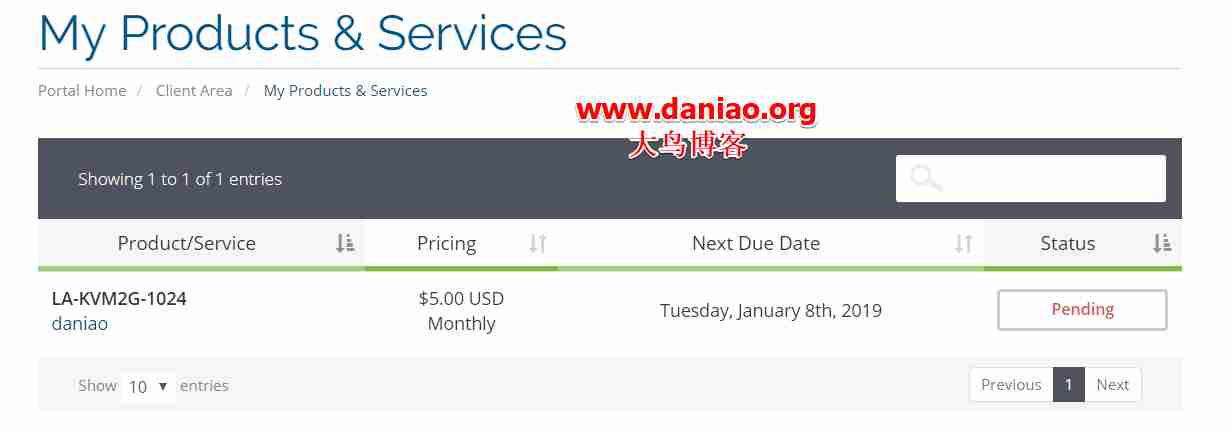 My Products & Services
Portal Home / Client Area / My Products & Services
www.daniao.org
大鸟博客
Showing 1 to 1 of 1 entries
Product/Service Pricing Next Due Date Status
LA-KVM2G-1024 $5.00 USD Tuesday, January 8th, 2019 Pending
daniao Monthly
Show 10 entries Previous 1 Next